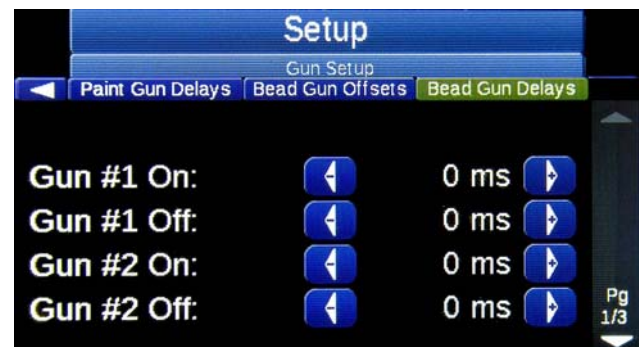 Setup
Gun Setup
Paint Gun Delays Bead Gun Offsets Bead Gun Delays
Gun #1 On: - 0 ms +
Gun #1 Off: - 0 ms +
Gun #2 On: - 0 ms +
Gun #2 Off: - 0 ms +
Pg
1/3